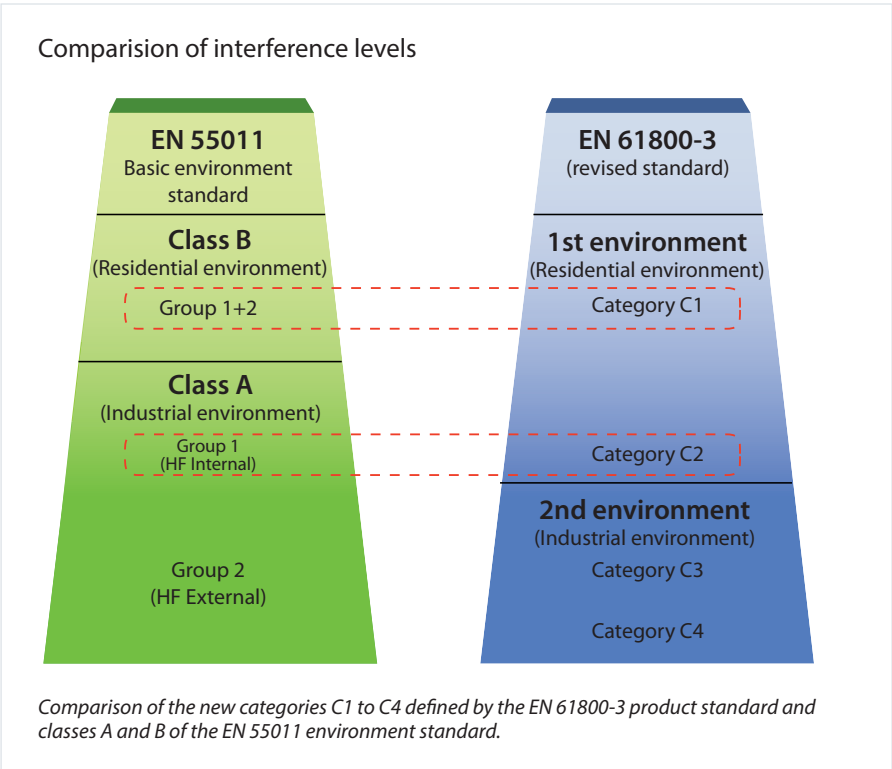 Comparision of interference levels
EN 55011
Basic environment
standard
Class B
(Residential environment)
Group 1+2
Class A
(Industrial environment)
Group 1
(HF Internal)
Group 2
(HF External)
EN 61800-3
(revised standard)
1st environment
(Residential environment)
Category C1
Category C2
2nd environment
(Industrial environment)
Category C3
Category C4
Comparison of the new categories C1 to C4 defined by the EN 61800-3 product standard and
classes A and B of the EN 55011 environment standard.